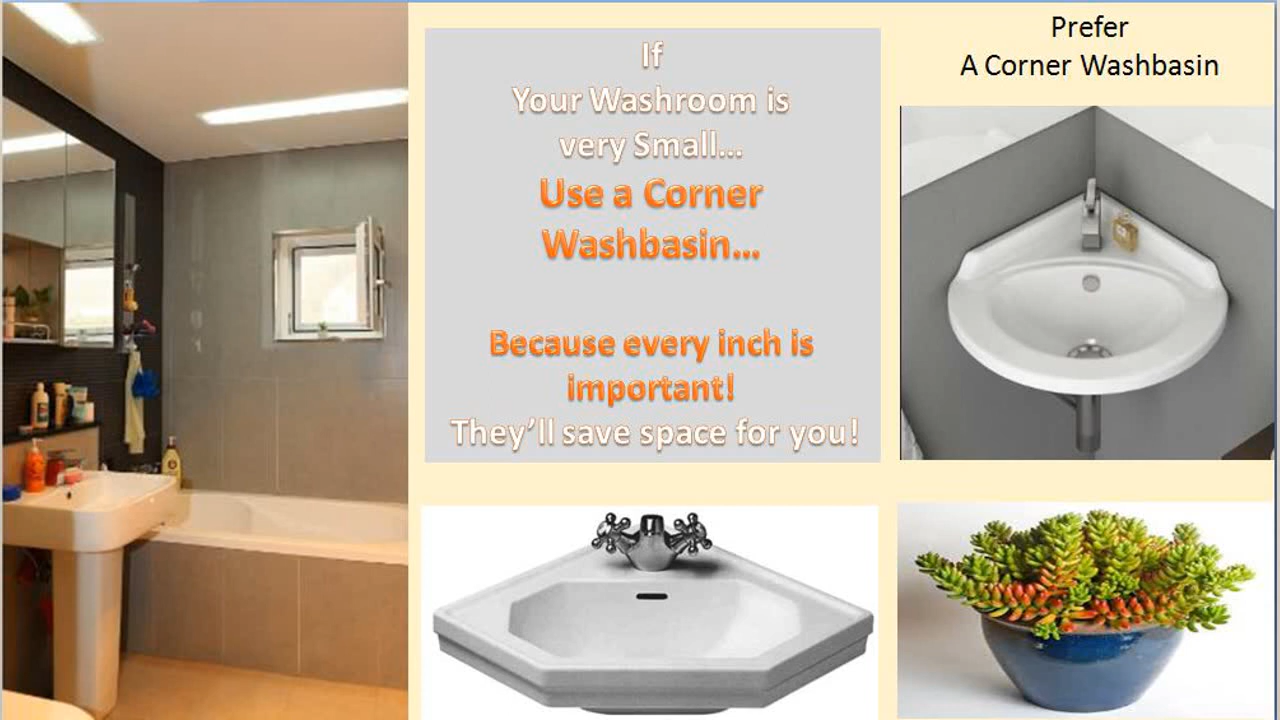 If
Your Washroom is
very Small...
Use a Corner
Washbasin...
Because every inch is
important!
They'll save space for you!
Prefer
A Corner Washbasin